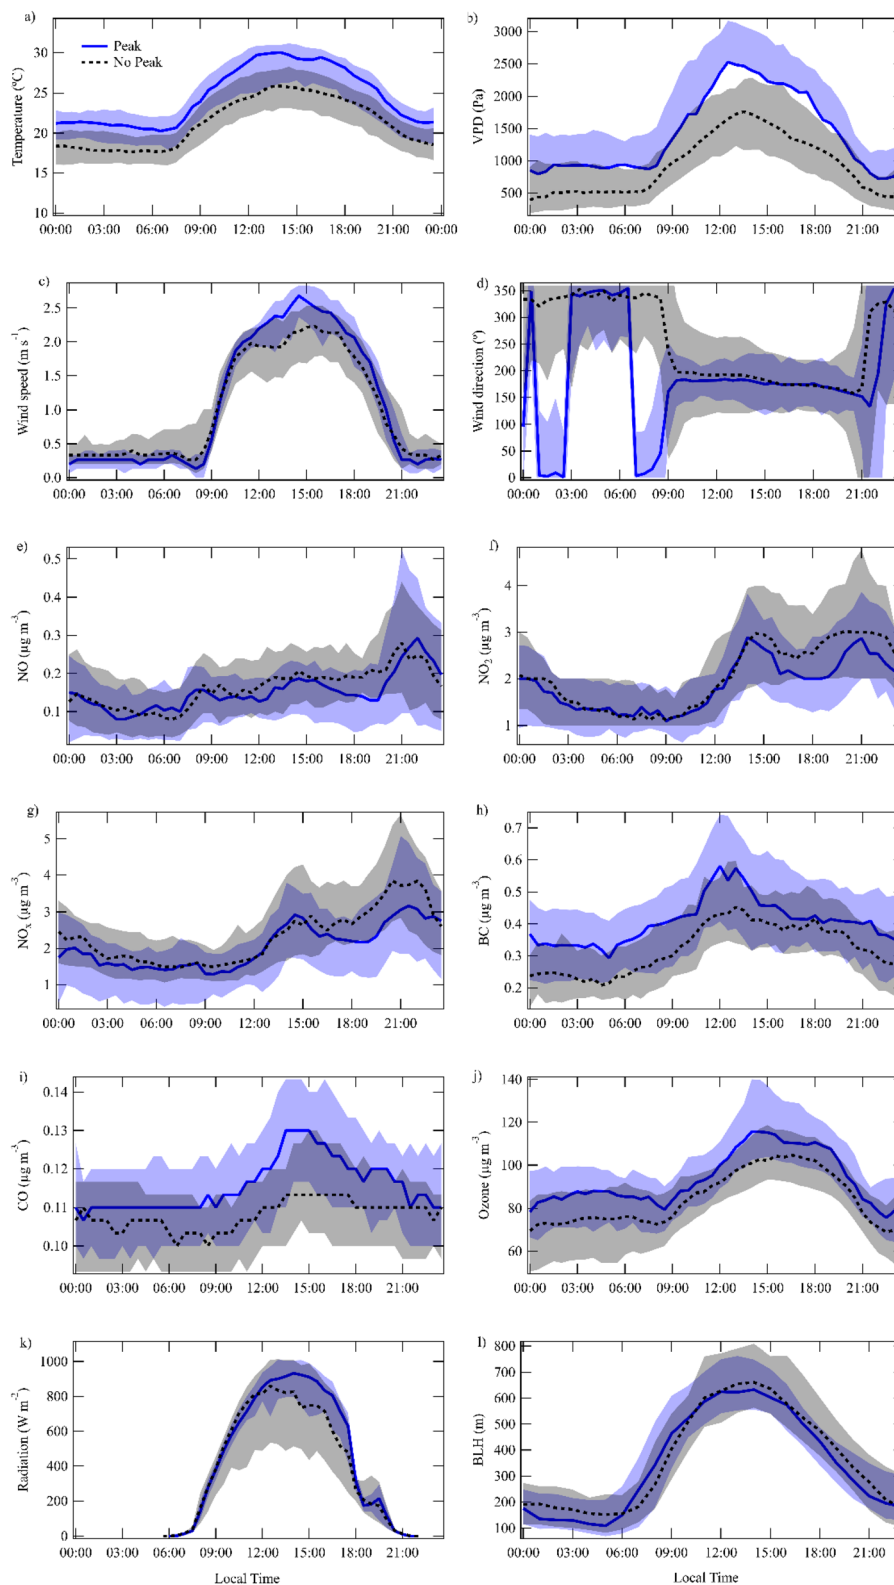 a)
Temperature (ºC)
30
25
20
15
10
Peak
No Peak
00:00 03:00 06:00 09:00 12:00 15:00 18:00 21:00 00:00
b)
VPD (Pa)
3000
2500
2000
1500
1000
500
00:00 03:00 06:00 09:00 12:00 15:00 18:00 21:00
c)
Wind speed (m s-1)
2.5
2.0
1.5
1.0
0.5
0.0
00:00 03:00 06:00 09:00 12:00 15:00 18:00 21:00
d)
Wind direction (º)
350
300
250
200
150
100
50
0
00:00 03:00 06:00 09:00 12:00 15:00 18:00 21:00
e)
NO (µg m-3)
0.5
0.4
0.3
0.2
0.1
00:00 03:00 06:00 09:00 12:00 15:00 18:00 21:00
f)
NO2 (µg m-3)
4
3
2
1
00:00 03:00 06:00 09:00 12:00 15:00 18:00 21:00
g)
NOx (µg m-3)
5
4
3
2
1
00:00 03:00 06:00 09:00 12:00 15:00 18:00 21:00
h)
BC (µg m-3)
0.7
0.6
0.5
0.4
0.3
0.2
00:00 03:00 06:00 09:00 12:00 15:00 18:00 21:00
i)
CO (µg m-3)
0.14
0.13
0.12
0.11
0.10
00:00 03:00 06:00 09:00 12:00 15:00 18:00 21:00
j)
Ozone (µg m-3)
140
120
100
80
60
00:00 03:00 06:00 09:00 12:00 15:00 18:00 21:00
k)
Radiation (W m-2)
1000
800
600
400
200
0
00:00 03:00 06:00 09:00 12:00 15:00 18:00 21:00
Local Time
l)
BLH (m)
800
700
600
500
400
300
200
100
00:00 03:00 06:00 09:00 12:00 15:00 18:00 21:00
Local Time